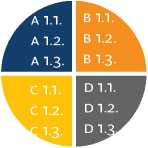 A 1.1.
A 1.2.
A 1.3.
B 1.1.
B 1.2.
B 1.3.
C 1.1.
C 1.2.
C 1.3.
D 1.1.
D 1.2.
D 1.3.